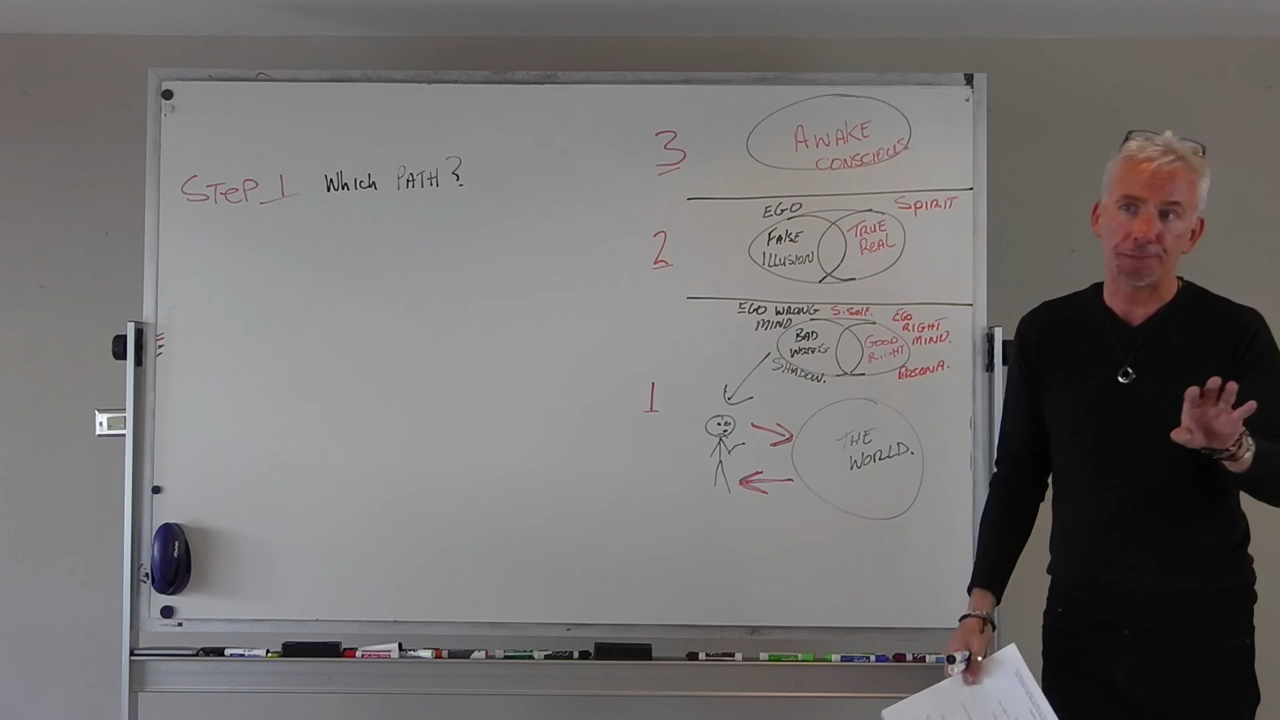 STEP 1 Which PATH?
3
AWAKE
CONSCIOUS
2
EGO
SPIRIT
FALSE
ILLUSION
TRUE
REAL
EGO WRONG
MIND
S.SELF.
EGO
RIGHT
MIND.
BAD
WRONG
GOOD
RIGHT
SHADOW.
PERSONA.
1
THE
WORLD.